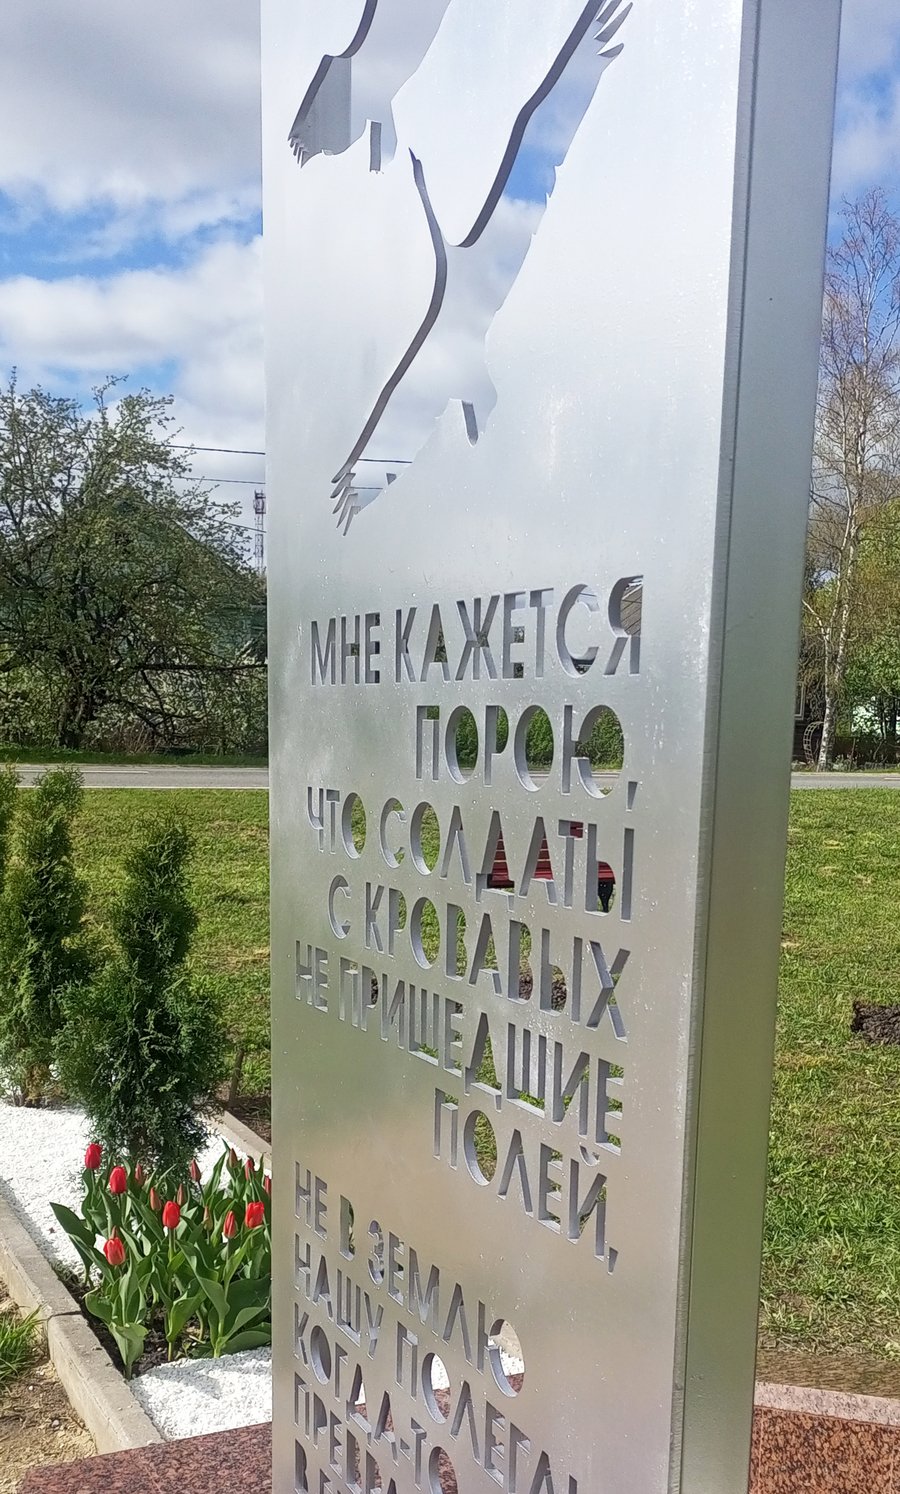 МНЕ КАЖЕТСЯ
ПОРОЮ,
ЧТО СОЛДАТЫ
С КРОВАВЫХ
НЕ ПРИШЕДШИЕ
ПОЛЕЙ,
НЕ В ЗЕМЛЮ
НАШУ ПОЛЕГЛИ
КОГДА-ТО